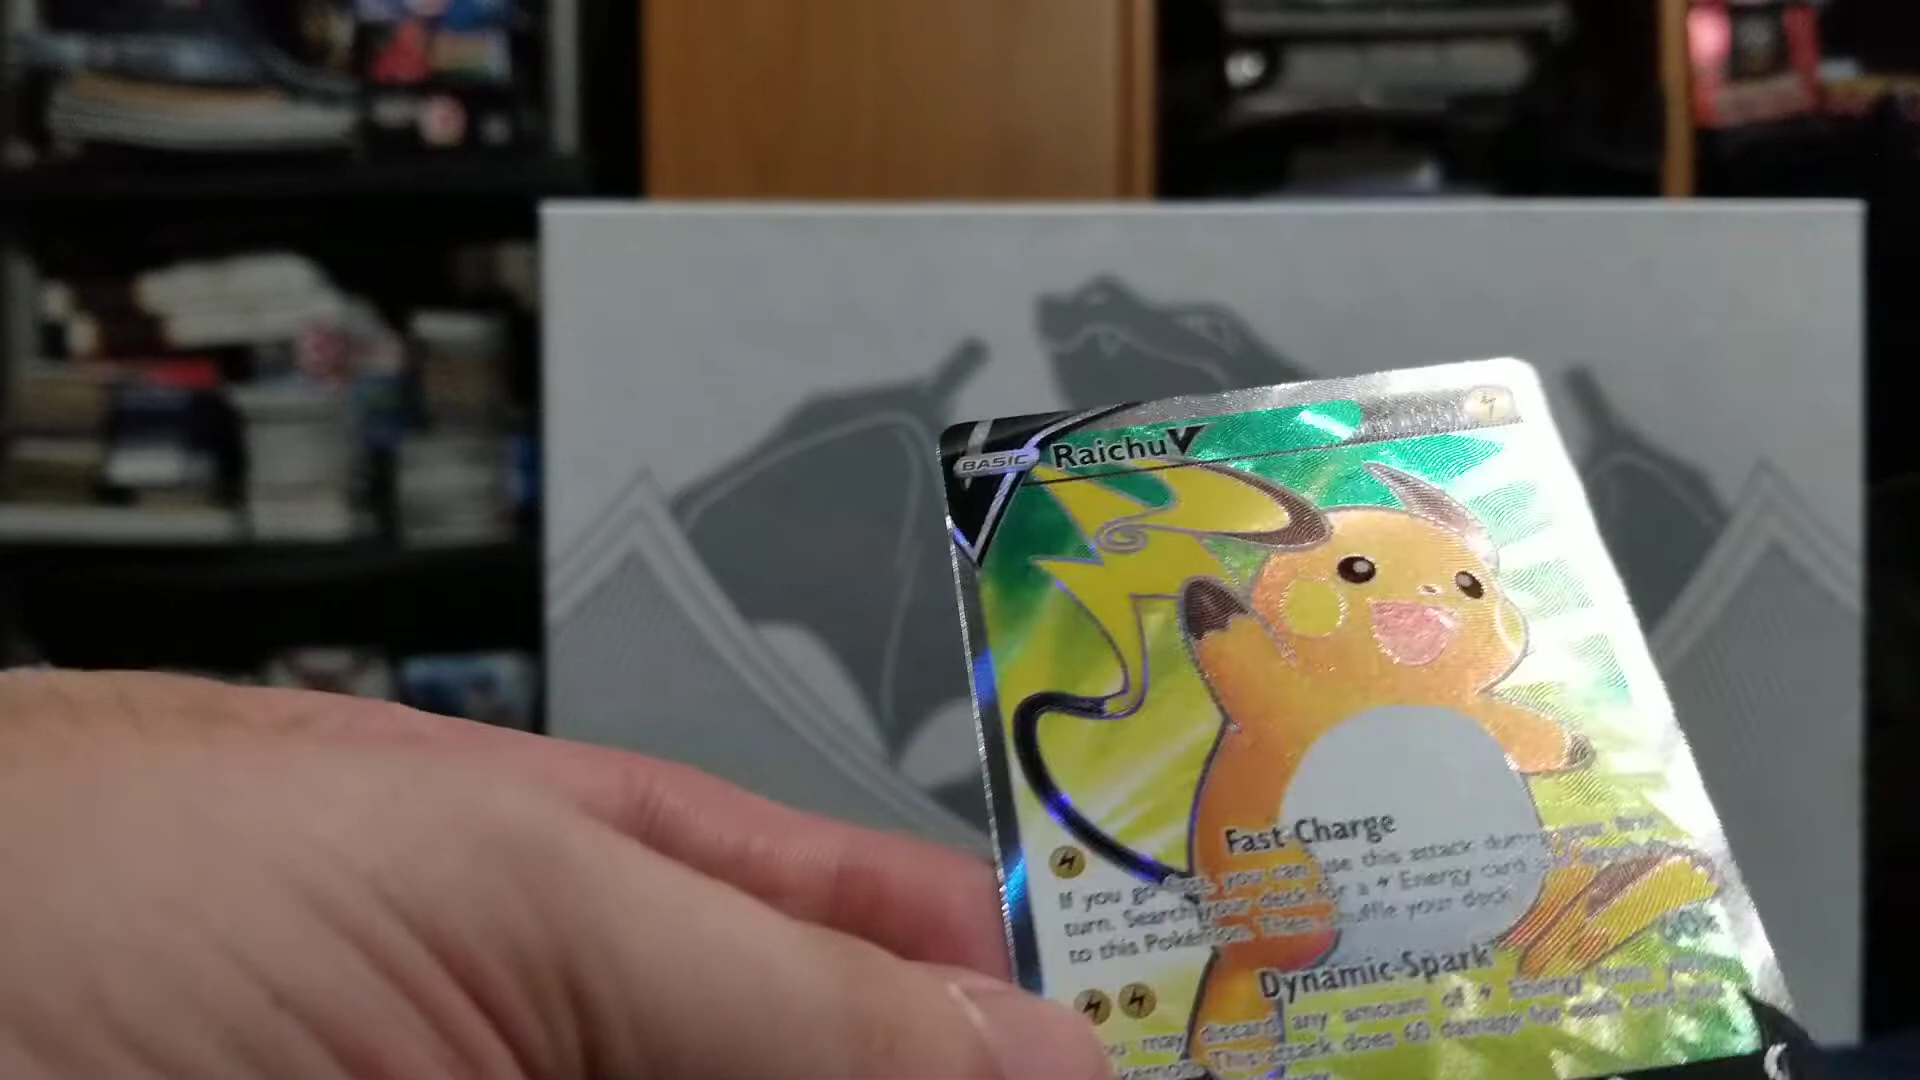 BASIC RaichuV
Fast Charge
If you go first, you can use this attack during your first
turn. Search your deck for a Energy card and attach it
to this Pokémon. Then, shuffle your deck.
Dynamic Spark 60x
You may discard any amount of Energy from your
Pokémon. This attack does 60 damage for each card you